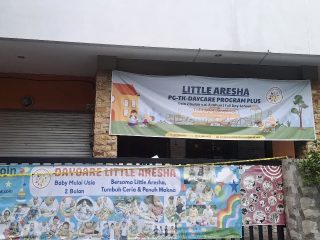 LITTLE ARESHA
PG-TK-DAYCARE PROGRAM PLUS
DAYCARE LITTLE ARESHA
Baby Mulai Usia
2 Bulan
Bersama Little Aresha,
Tumbuh Ceria & Penuh Makna